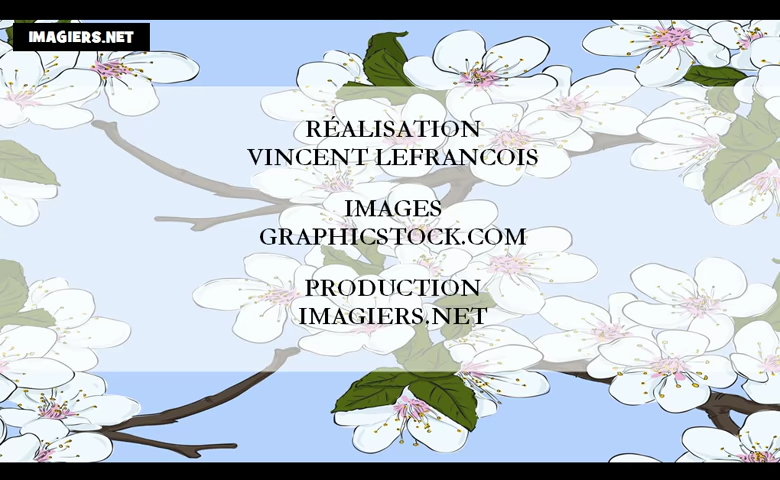 IMAGIERS.NET
RÉALISATION
VINCENT LEFRANCOIS
IMAGES
GRAPHICSTOCK.COM
PRODUCTION
IMAGIERS.NET